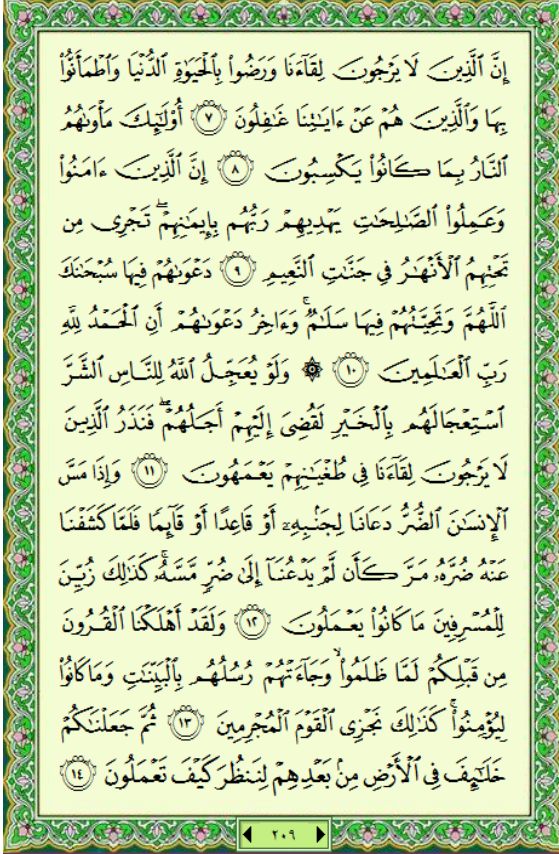 إِنَّ ٱلَّذِينَ لَا يَرْجُونَ لِقَآءَنَا وَرَضُوا۟ بِٱلْحَيَوٰةِ ٱلدُّنْيَا وَٱطْمَأَنُّوا۟
بِهَا وَٱلَّذِينَ هُمْ عَنْ ءَايَـٰتِنَا غَـٰفِلُونَ ٧ أُو۟لَـٰٓئِكَ مَأْوَىٰهُمُ
ٱلنَّارُ بِمَا كَانُوا۟ يَكْسِبُونَ ٨ إِنَّ ٱلَّذِينَ ءَامَنُوا۟
وَعَمِلُوا۟ ٱلصَّـٰلِحَـٰتِ يَهْدِيهِمْ رَبُّهُم بِإِيمَـٰنِهِمْ ۖ تَجْرِى مِن
تَحْتِهِمُ ٱلْأَنْهَـٰرُ فِى جَنَّـٰتِ ٱلنَّعِيمِ ٩ دَعْوَىٰهُمْ فِيهَا سُبْحَـٰنَكَ
ٱللَّهُمَّ وَتَحِيَّتُهُمْ فِيهَا سَلَـٰمٌ ۚ وَءَاخِرُ دَعْوَىٰهُمْ أَنِ ٱلْحَمْدُ لِلَّهِ
رَبِّ ٱلْعَـٰلَمِينَ ١٠ ۞ وَلَوْ يُعَجِّلُ ٱللَّهُ لِلنَّاسِ ٱلشَّرَّ
ٱسْتِعْجَالَهُم بِٱلْخَيْرِ لَقُضِىَ إِلَيْهِمْ أَجَلُهُمْ ۖ فَنَذَرُ ٱلَّذِينَ
لَا يَرْجُونَ لِقَآءَنَا فِى طُغْيَـٰنِهِمْ يَعْمَهُونَ ١١ وَإِذَا مَسَّ
ٱلْإِنسَـٰنَ ٱلضُّرُّ دَعَانَا لِجَنۢبِهِۦٓ أَوْ قَاعِدًا أَوْ قَآئِمًا فَلَمَّا كَشَفْنَا
عَنْهُ ضُرَّهُۥ مَرَّ كَأَن لَّمْ يَدْعُنَآ إِلَىٰ ضُرٍّ مَّسَّهُۥ ۚ كَذَٰلِكَ زُيِّنَ
لِلْمُسْرِفِينَ مَا كَانُوا۟ يَعْمَلُونَ ١٢ وَلَقَدْ أَهْلَكْنَا ٱلْقُرُونَ
مِن قَبْلِكُمْ لَمَّا ظَلَمُوا۟ ۙ وَجَآءَتْهُمْ رُسُلُهُم بِٱلْبَيِّنَـٰتِ وَمَا كَانُوا۟
لِيُؤْمِنُوا۟ ۚ كَذَٰلِكَ نَجْزِى ٱلْقَوْمَ ٱلْمُجْرِمِينَ ١٣ ثُمَّ جَعَلْنَـٰكُمْ
خَلَـٰٓئِفَ فِى ٱلْأَرْضِ مِنۢ بَعْدِهِمْ لِنَنظُرَ كَيْفَ تَعْمَلُونَ ١٤
٢٠٩